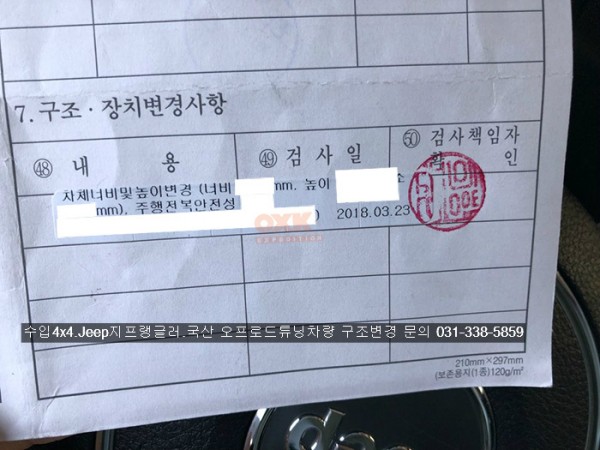 7. 구조 · 장치변경사항
㊽ 내 용
㊾ 검 사 일
㊿ 검사책임자
확 인
차체너비및높이변경 (너비 mm. 높이 소
mm), 주행전복안전성
) 2018.03.23
OXK
EXPEDITION
수입4x4.Jeep지프랭글러.국산 오프로드튜닝차량 구조변경 문의 031-338-5859
210mm×297mm
(보존용지(1종)120g/m²